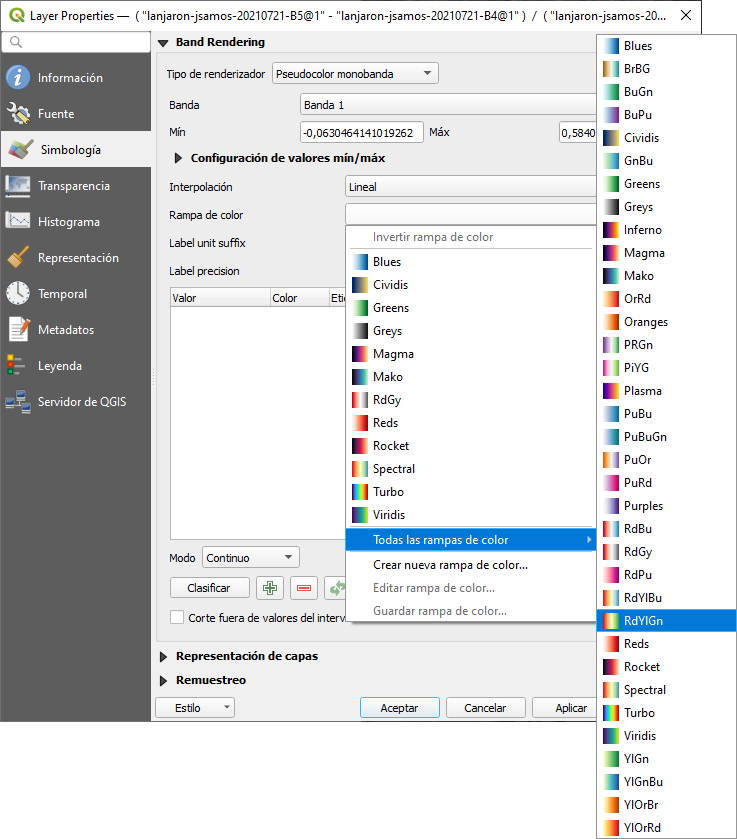 Layer Properties — ( "lanjaron-jsamos-20210721-B5@1" - "lanjaron-jsamos-20210721-B4@1" ) / ( "lanjaron-jsamos-20...
Información
Fuente
Simbología
Transparencia
Histograma
Representación
Temporal
Metadatos
Leyenda
Servidor de QGIS
Band Rendering
Tipo de renderizador
Pseudocolor monobanda
Banda
Banda 1
Mín
-0,0630464141019262
Máx
0,5840
Configuración de valores mín/máx
Interpolación
Lineal
Rampa de color
Label unit suffix
Label precision
Valor
Color
Eti
Modo
Continuo
Clasificar
Corte fuera de valores del interv
Representación de capas
Remuestreo
Estilo
Aceptar
Cancelar
Aplicar
Invertir rampa de color
Blues
Cividis
Greens
Greys
Magma
Mako
RdGy
Reds
Rocket
Spectral
Turbo
Viridis
Todas las rampas de color
Crear nueva rampa de color...
Editar rampa de color...
Guardar rampa de color...
Blues
BrBG
BuGn
BuPu
Cividis
GnBu
Greens
Greys
Inferno
Magma
Mako
OrRd
Oranges
PRGn
PiYG
Plasma
PuBu
PuBuGn
PuOr
PuRd
Purples
RdBu
RdGy
RdPu
RdYlBu
RdYlGn
Reds
Rocket
Spectral
Turbo
Viridis
YlGn
YlGnBu
YlOrBr
YlOrRd